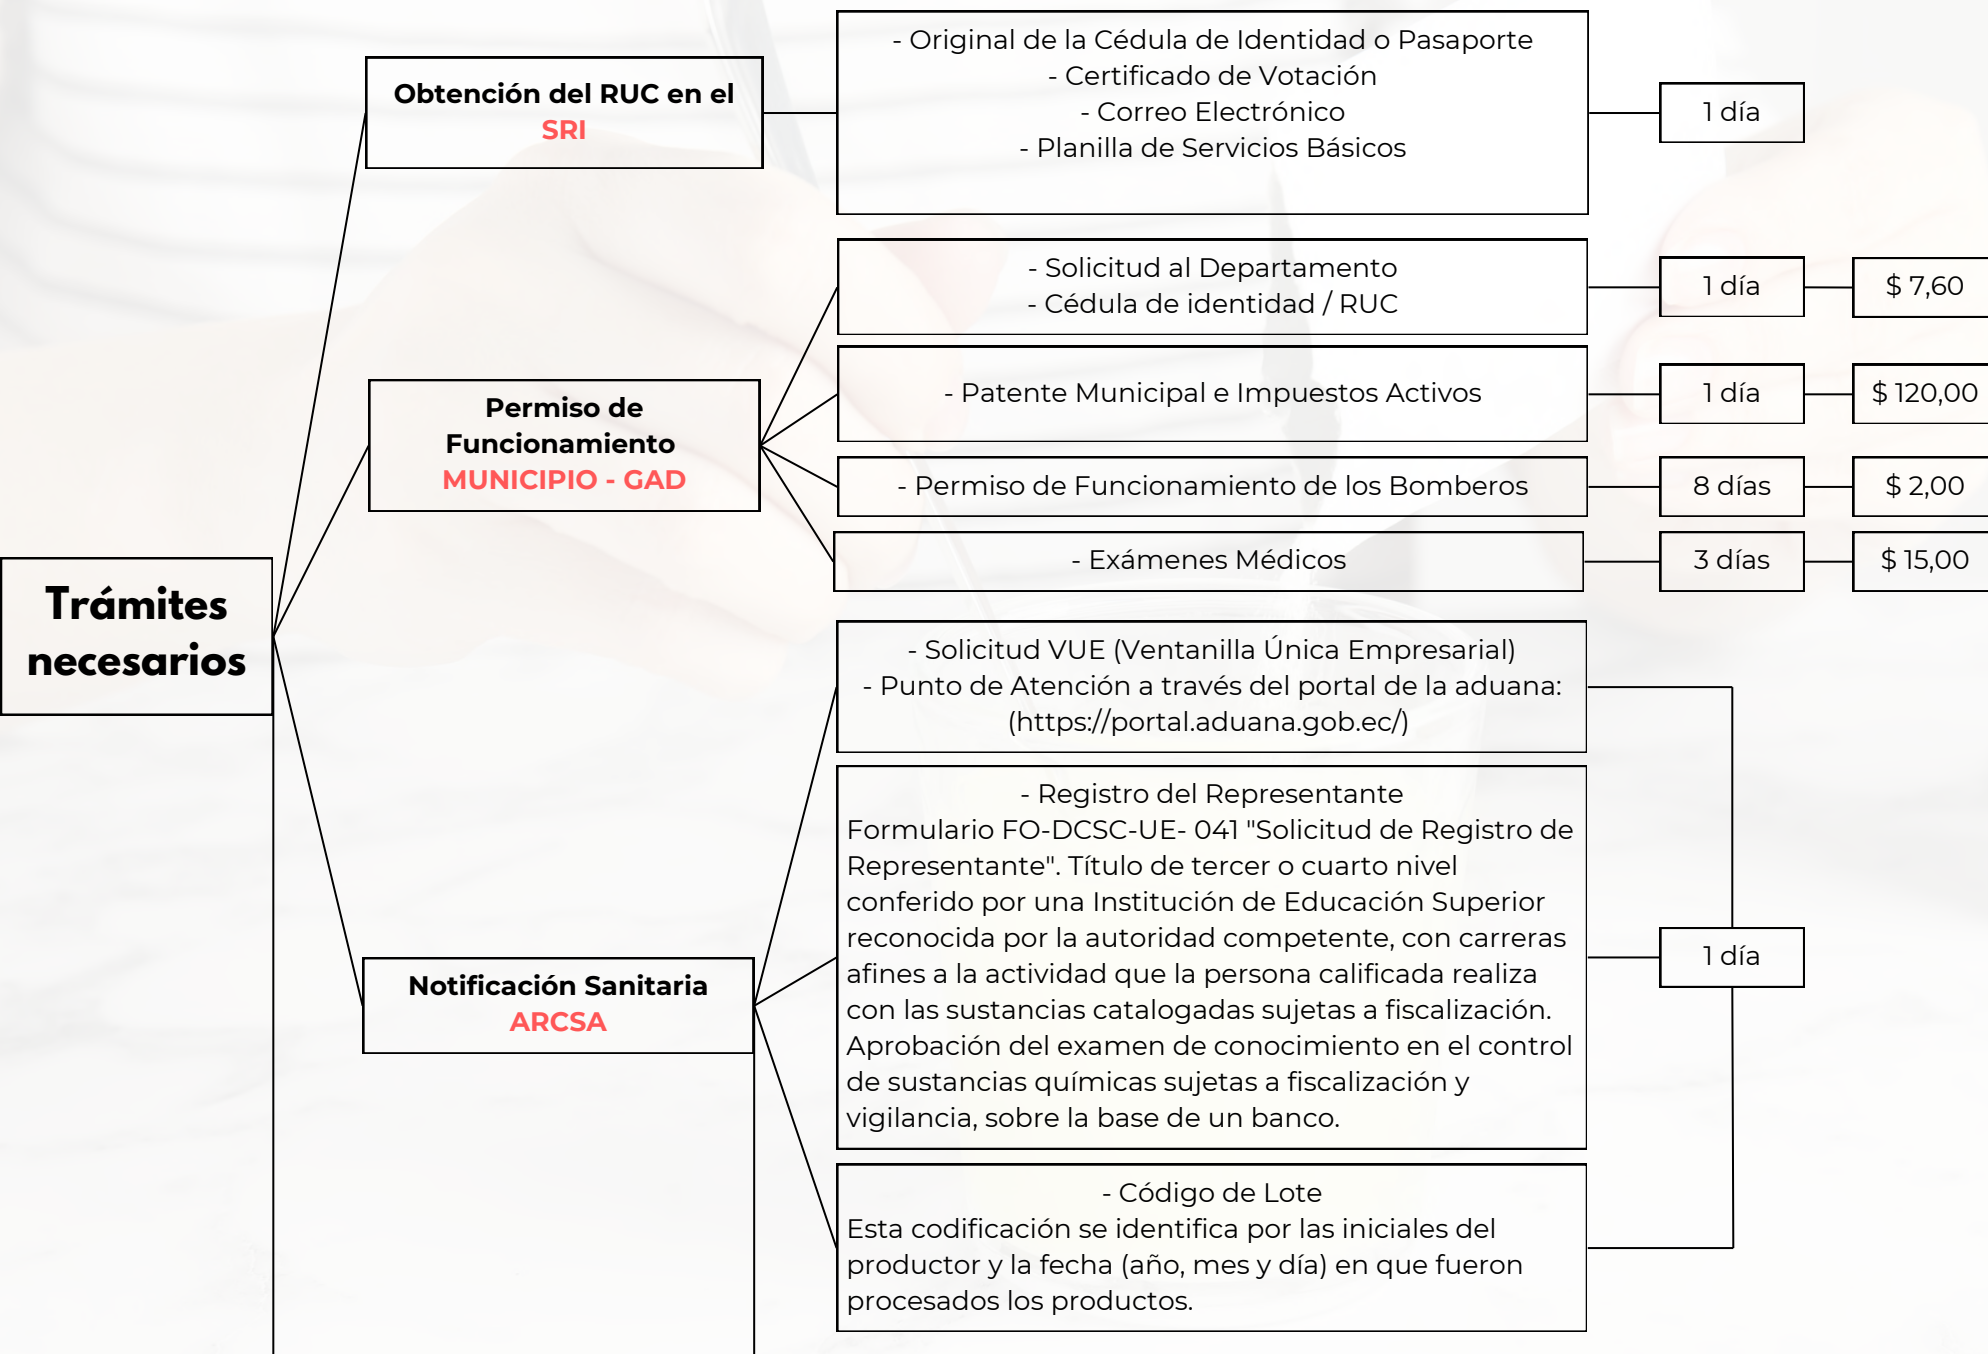 Trámites
necesarios
Obtención del RUC en el
SRI
- Original de la Cédula de Identidad o Pasaporte
- Certificado de Votación
- Correo Electrónico
- Planilla de Servicios Básicos
1 día
Permiso de
Funcionamiento
MUNICIPIO - GAD
- Solicitud al Departamento
- Cédula de identidad / RUC
1 día
$ 7,60
- Patente Municipal e Impuestos Activos
1 día
$ 120,00
- Permiso de Funcionamiento de los Bomberos
8 días
$ 2,00
- Exámenes Médicos
3 días
$ 15,00
Notificación Sanitaria
ARCSA
- Solicitud VUE (Ventanilla Única Empresarial)
- Punto de Atención a través del portal de la aduana:
(https://portal.aduana.gob.ec/)
- Registro del Representante
Formulario FO-DCSC-UE- 041 "Solicitud de Registro de
Representante". Título de tercer o cuarto nivel
conferido por una Institución de Educación Superior
reconocida por la autoridad competente, con carreras
afines a la actividad que la persona calificada realiza
con las sustancias catalogadas sujetas a fiscalización.
Aprobación del examen de conocimiento en el control
de sustancias químicas sujetas a fiscalización y
vigilancia, sobre la base de un banco.
- Código de Lote
Esta codificación se identifica por las iniciales del
productor y la fecha (año, mes y día) en que fueron
procesados los productos.
1 día